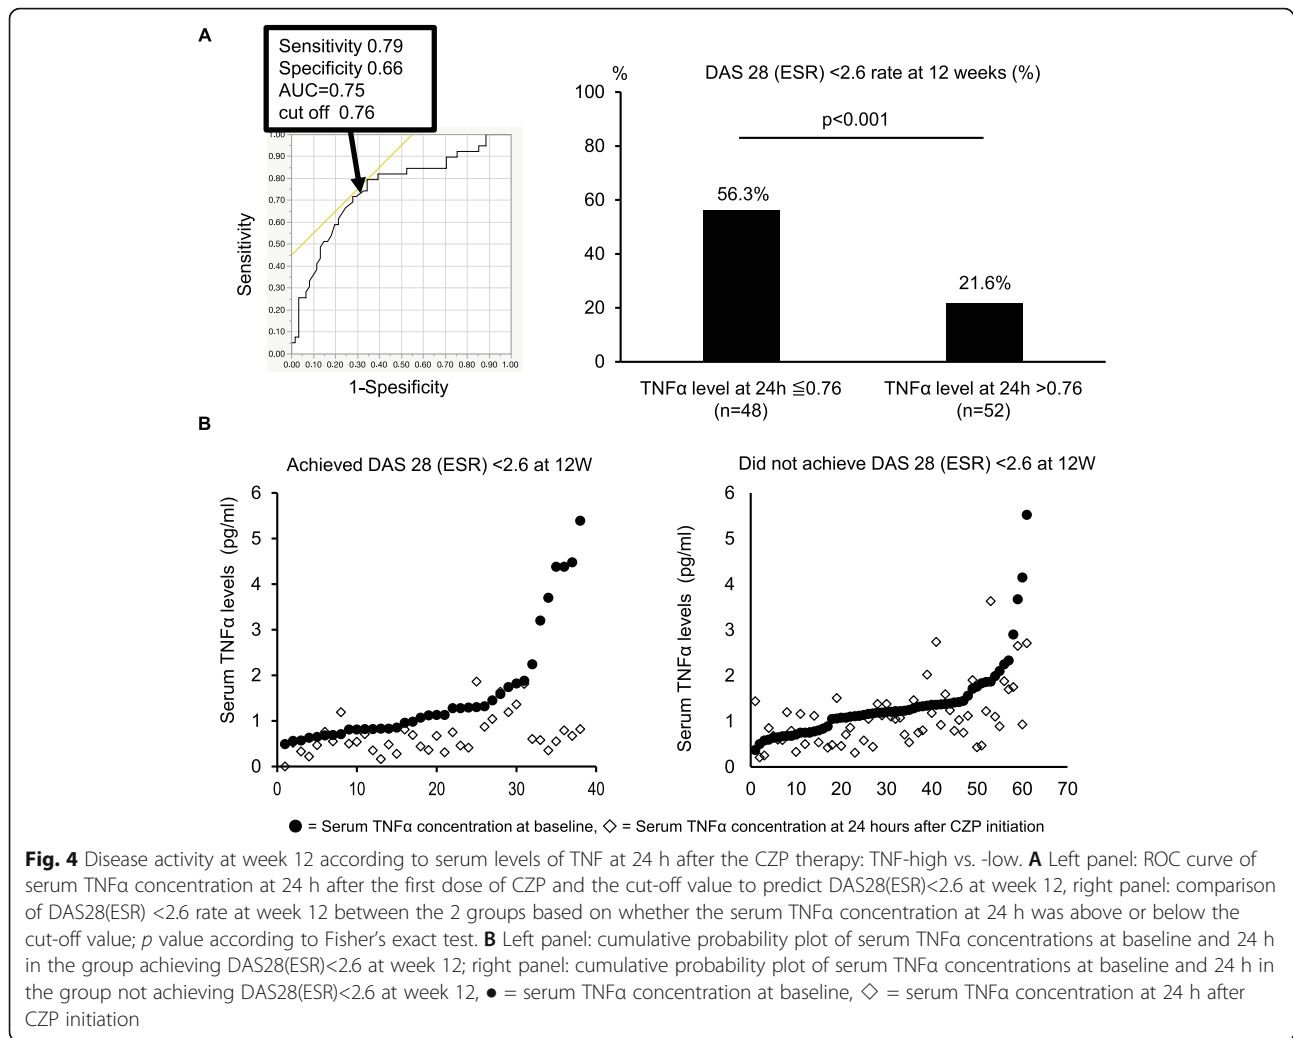 A
Sensitivity 0.79
Specificity 0.66
AUC=0.75
cut off 0.76
1.00
0.90
0.80
0.70
0.60
0.50
0.40
0.30
0.20
0.10
0.00
Sensitivity
0.00 0.10 0.20 0.30 0.40 0.50 0.60 0.70 0.80 0.90 1.00
1-Spesificity
%
DAS 28 (ESR) <2.6 rate at 12 weeks (%)
100
80
60
40
20
0
p<0.001
56.3%
21.6%
TNFα level at 24h ≦0.76
(n=48)
TNFα level at 24h >0.76
(n=52)
B
Achieved DAS 28 (ESR) <2.6 at 12W
Serum TNFα levels (pg/ml)
6
5
4
3
2
1
0
0 10 20 30 40
Did not achieve DAS 28 (ESR) <2.6 at 12W
Serum TNFα levels (pg/ml)
6
5
4
3
2
1
0
0 10 20 30 40 50 60 70
● = Serum TNFα concentration at baseline, ◇ = Serum TNFα concentration at 24 hours after CZP initiation
Fig. 4 Disease activity at week 12 according to serum levels of TNF at 24 h after the CZP therapy: TNF-high vs. -low. A Left panel: ROC curve of
serum TNFα concentration at 24 h after the first dose of CZP and the cut-off value to predict DAS28(ESR)<2.6 at week 12, right panel: comparison
of DAS28(ESR) <2.6 rate at week 12 between the 2 groups based on whether the serum TNFα concentration at 24 h was above or below the
cut-off value; p value according to Fisher's exact test. B Left panel: cumulative probability plot of serum TNFα concentrations at baseline and 24 h
in the group achieving DAS28(ESR)<2.6 at week 12; right panel: cumulative probability plot of serum TNFα concentrations at baseline and 24 h in
the group not achieving DAS28(ESR)<2.6 at week 12, ● = serum TNFα concentration at baseline, ◇ = serum TNFα concentration at 24 h after
CZP initiation